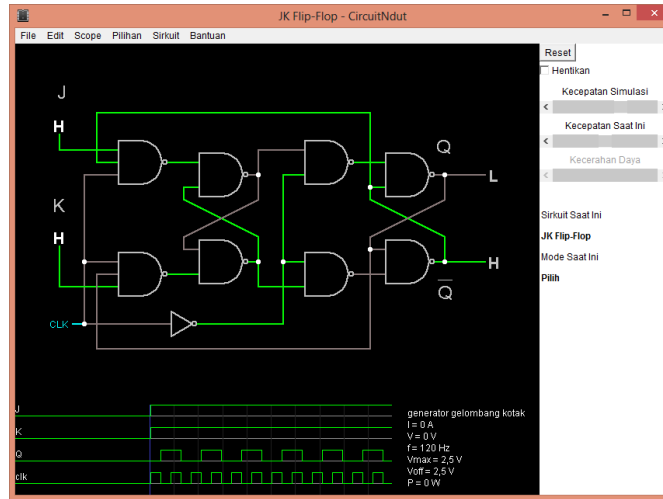 JK Flip-Flop - CircuitNdut
File Edit Scope Pilihan Sirkuit Bantuan
Reset
Hentikan
Kecepatan Simulasi
Kecepatan Saat Ini
Kecerahan Daya
Sirkuit Saat Ini
JK Flip-Flop
Mode Saat Ini
Pilih
J
H
Q
L
K
H
H
Q
CLK
J
K
Q
clk
generator gelombang kotak
I = 0 A
V = 0 V
f = 120 Hz
Vmax = 2,5 V
Voff = 2,5 V
P = 0 W